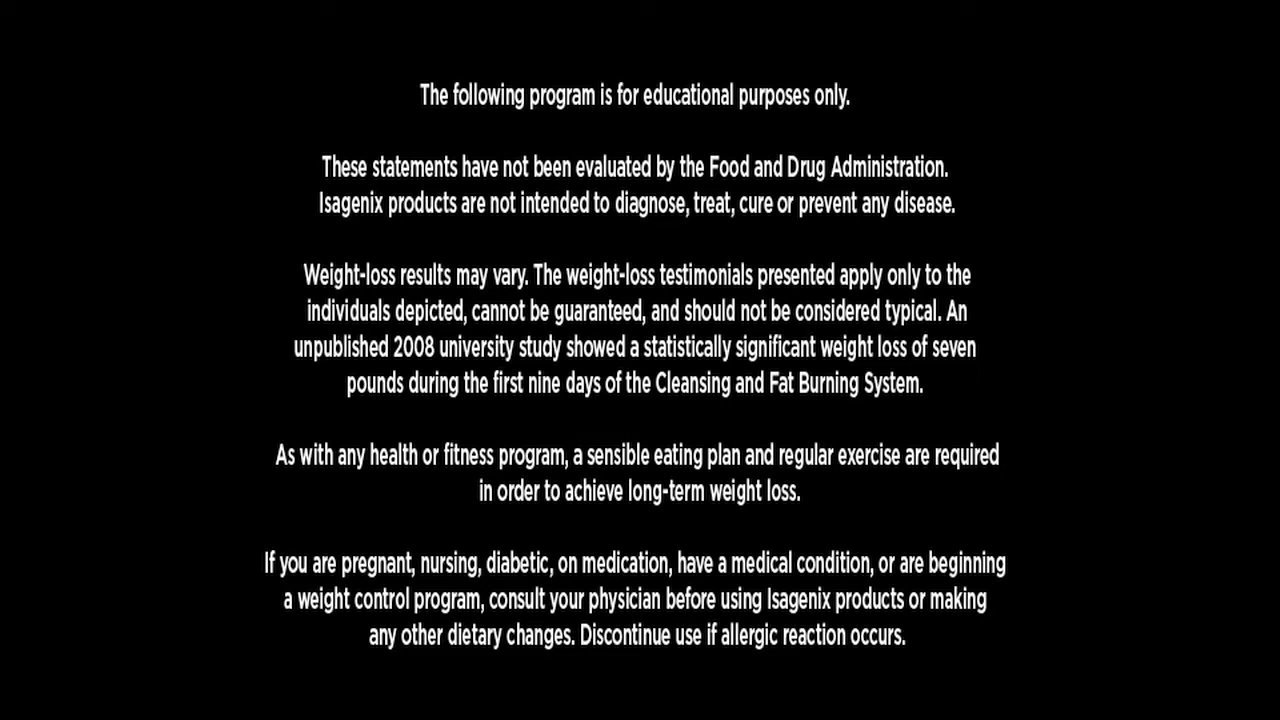 The following program is for educational purposes only.
These statements have not been evaluated by the Food and Drug Administration.
Isagenix products are not intended to diagnose, treat, cure or prevent any disease.
Weight-loss results may vary. The weight-loss testimonials presented apply only to the
individuals depicted, cannot be guaranteed, and should not be considered typical. An
unpublished 2008 university study showed a statistically significant weight loss of seven
pounds during the first nine days of the Cleansing and Fat Burning System.
As with any health or fitness program, a sensible eating plan and regular exercise are required
in order to achieve long-term weight loss.
If you are pregnant, nursing, diabetic, on medication, have a medical condition, or are beginning
a weight control program, consult your physician before using Isagenix products or making
any other dietary changes. Discontinue use if allergic reaction occurs.